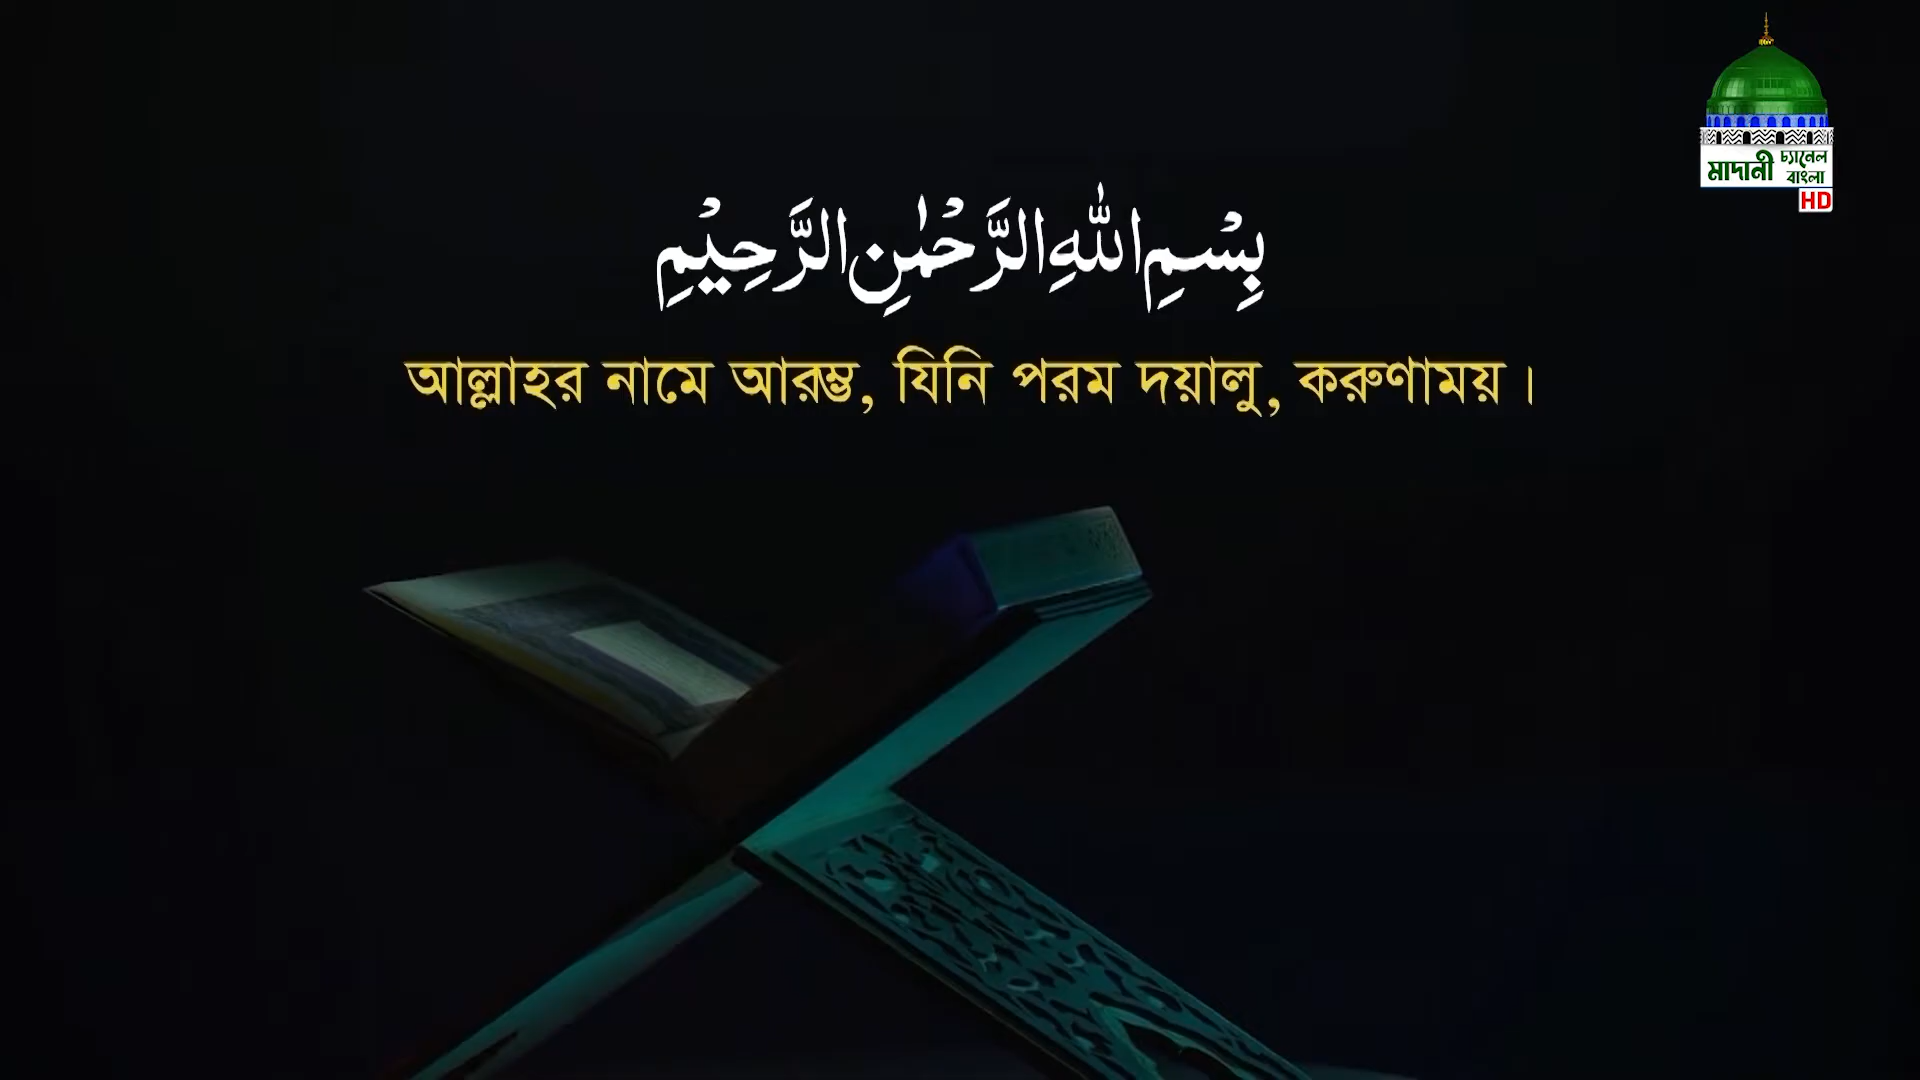 بِسْمِ اللّٰهِ الرَّحْمٰنِ الرَّحِيْمِ
আল্লাহর নামে আরম্ভ, যিনি পরম দয়ালু, করুণাময়।
মাদানী চ্যানেল বাংলা
HD